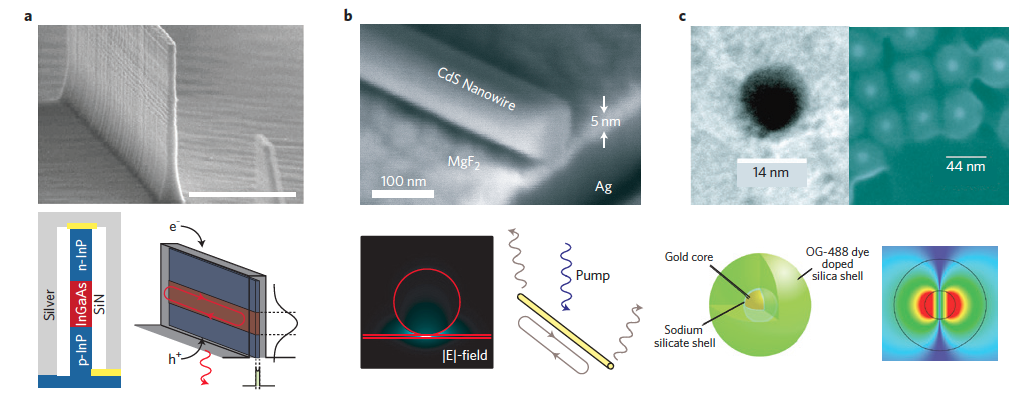 a
b
c
CdS Nanowire
5 nm
MgF2
100 nm
Ag
14 nm
44 nm
Silver
p-InP
InGaAs
n-InP
SiN
e-
h+
|E|-field
Pump
Gold core
OG-488 dye
doped
silica shell
Sodium
silicate shell